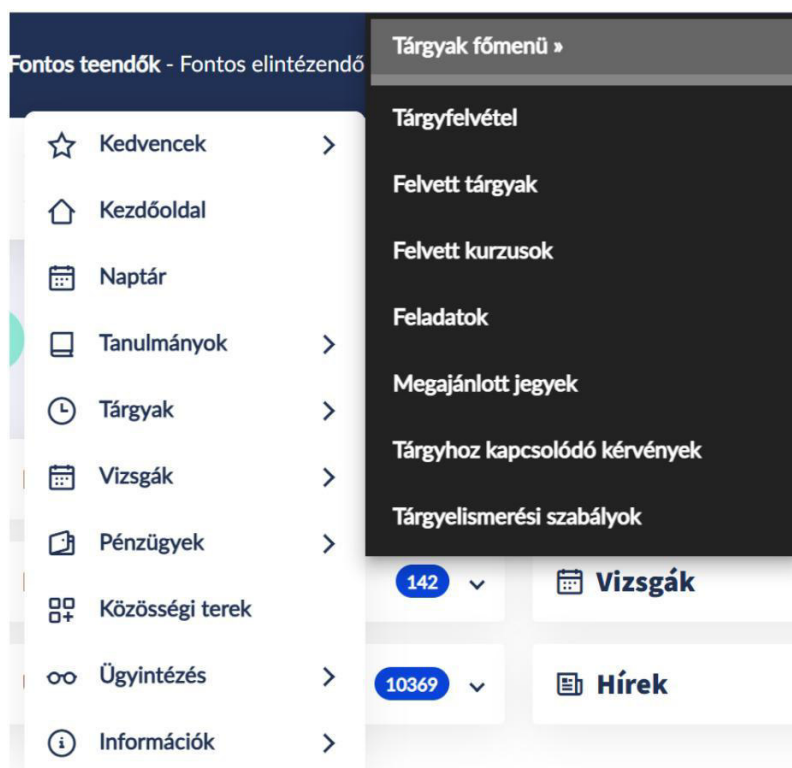 Fontos teendők - Fontos elintézendő
Kedvencek
Kezdőoldal
Naptár
Tanulmányok
Tárgyak
Vizsgák
Pénzügyek
Közösségi terek
Ügyintézés
Információk
Tárgyak főmenü »
Tárgyfelvétel
Felvett tárgyak
Felvett kurzusok
Feladatok
Megajánlott jegyek
Tárgyhoz kapcsolódó kérvények
Tárgyelismerési szabályok
142
Vizsgák
10369
Hírek